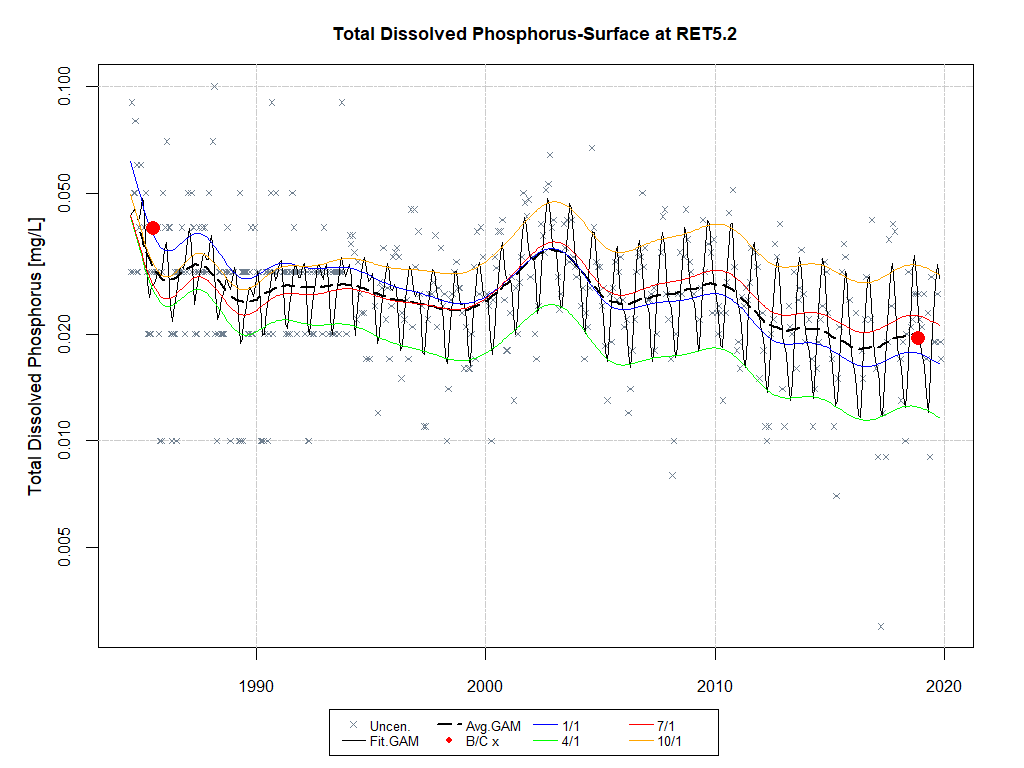 Total Dissolved Phosphorus-Surface at RET5.2
Total Dissolved Phosphorus [mg/L]
0.100
0.050
0.020
0.010
0.005
1990 2000 2010 2020
Uncen. Avg.GAM 1/1 7/1
Fit.GAM B/C x 4/1 10/1